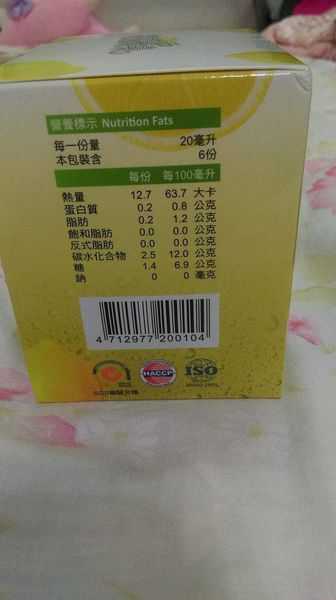 營養標示 Nutrition Fats
每一份量 20毫升
本包裝含 6份
每份 每100毫升
熱量 12.7 63.7 大卡
蛋白質 0.2 0.8 公克
脂肪 0.2 1.2 公克
飽和脂肪 0.0 0.0 公克
反式脂肪 0.0 0.0 公克
碳水化合物 2.5 12.0 公克
糖 1.4 6.9 公克
鈉 0 0 毫克
4 712977 200104
HACCP
ISO